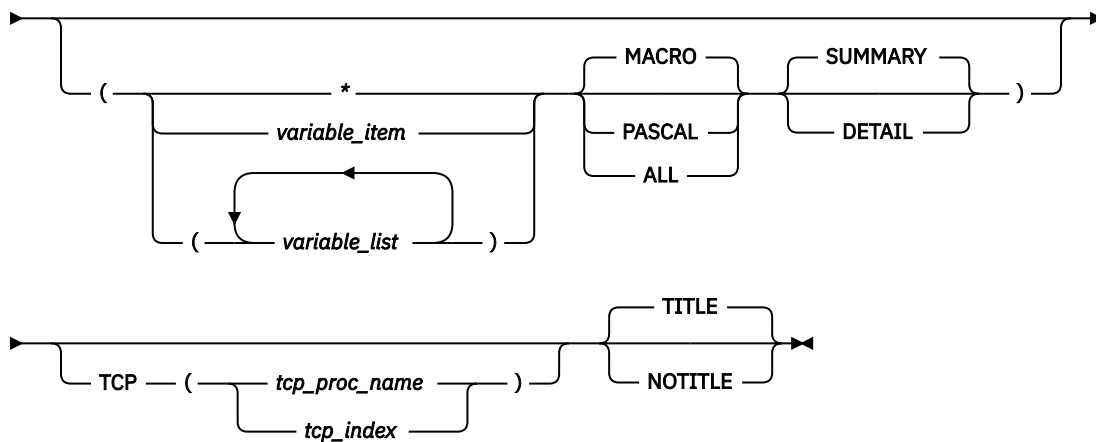 MACRO SUMMARY
( * )
variable_item PASCAL DETAIL
ALL
( variable_list )
TITLE
TCP ( tcp_proc_name ) NOTITLE
tcp_index